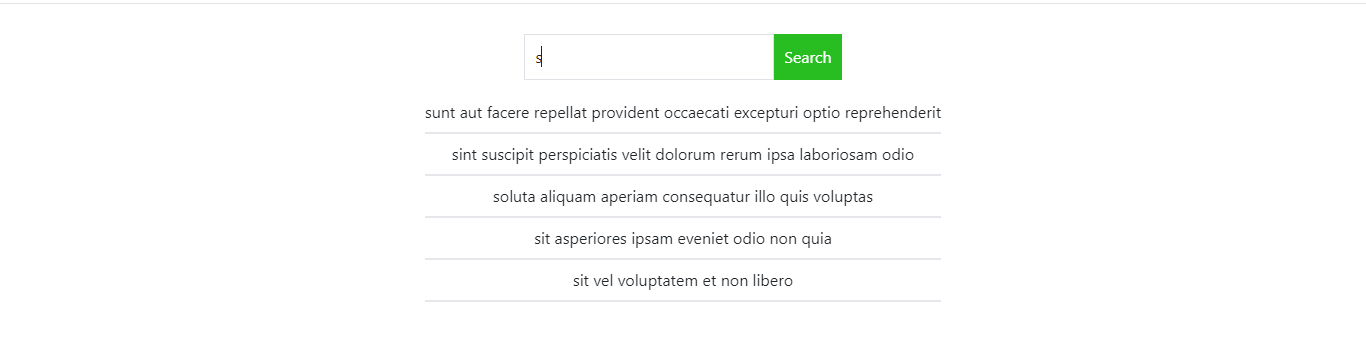 s
Search
sunt aut facere repellat provident occaecati excepturi optio reprehenderit
sint suscipit perspiciatis velit dolorum rerum ipsa laboriosam odio
soluta aliquam aperiam consequatur illo quis voluptas
sit asperiores ipsam eveniet odio non quia
sit vel voluptatem et non libero